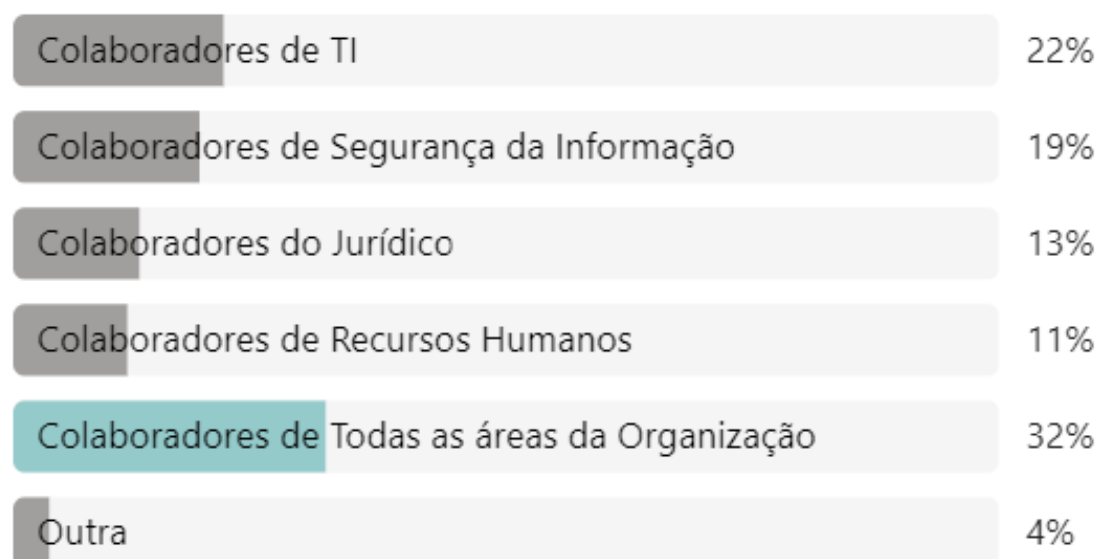 Colaboradores de TI 22%
Colaboradores de Segurança da Informação 19%
Colaboradores do Jurídico 13%
Colaboradores de Recursos Humanos 11%
Colaboradores de Todas as áreas da Organização 32%
Outra 4%